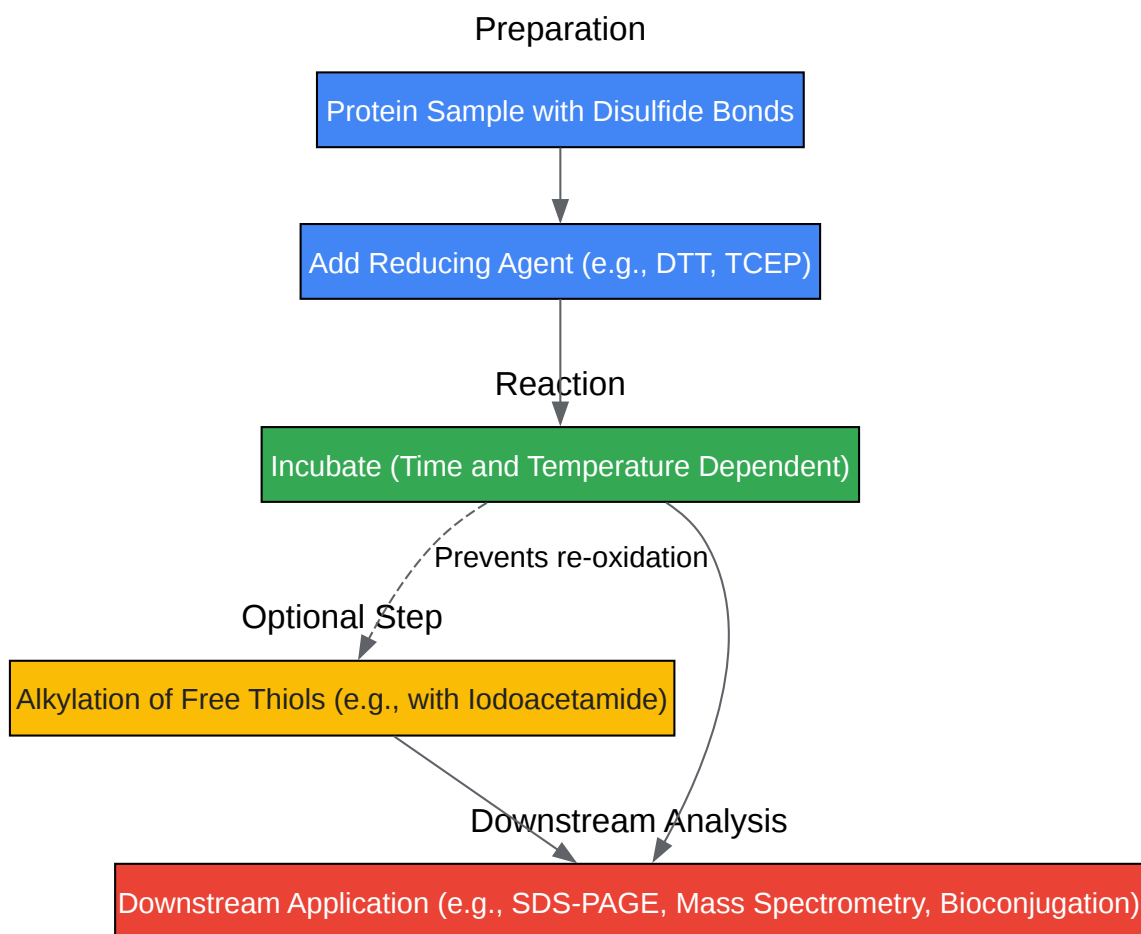 Preparation
Protein Sample with Disulfide Bonds
Add Reducing Agent (e.g., DTT, TCEP)
Reaction
Incubate (Time and Temperature Dependent)
Prevents re-oxidation
Optional Step
Alkylation of Free Thiols (e.g., with Iodoacetamide)
Downstream Analysis
Downstream Application (e.g., SDS-PAGE, Mass Spectrometry, Bioconjugation)